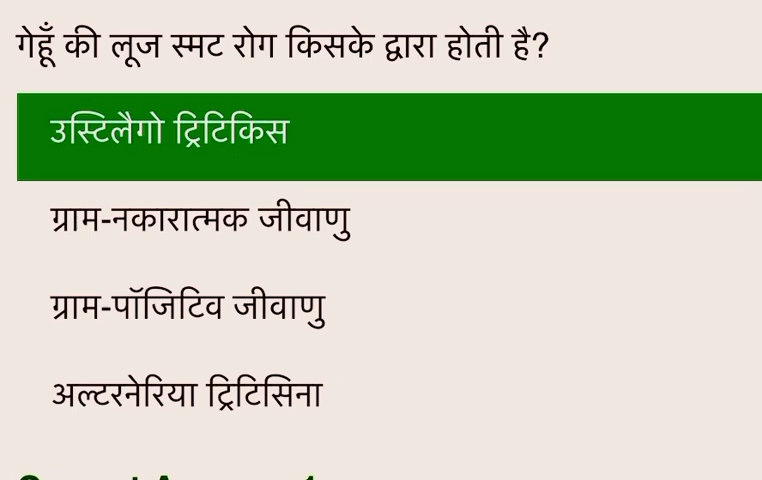 गेहूँ की लूज स्मट रोग किसके द्वारा होती है?
उस्टिलैगो ट्रिटिकिस
ग्राम-नकारात्मक जीवाणु
ग्राम-पॉजिटिव जीवाणु
अल्टरनेरिया ट्रिटिसिना